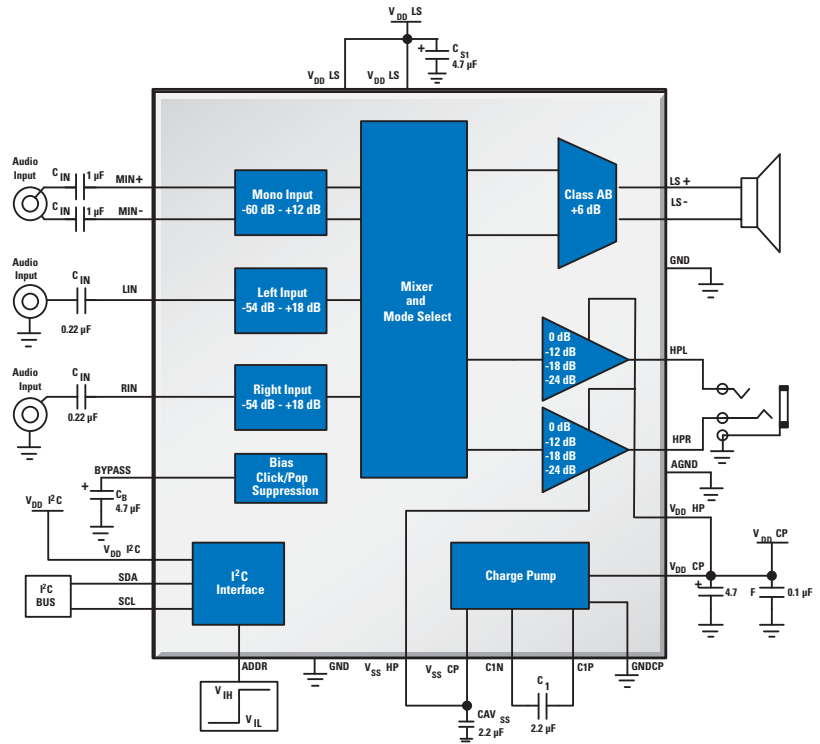 V DD LS
+ C S1
4.7 µF
V DD LS V DD LS
Audio
Input
C IN 1 µF MIN+
C IN 1 µF MIN-
Mono Input
-60 dB - +12 dB
Mixer
and
Mode Select
Class AB
+6 dB
LS +
LS -
GND
Audio
Input
C IN
LIN
0.22 µF
Left Input
-54 dB - +18 dB
0 dB
-12 dB
-18 dB
-24 dB
HPL
Audio
Input
C IN
RIN
0.22 µF
Right Input
-54 dB - +18 dB
0 dB
-12 dB
-18 dB
-24 dB
HPR
AGND
BYPASS
+ C B
4.7 µF
Bias
Click/Pop
Suppression
V DD HP
V DD I²C
V DD I²C
V DD CP
V DD CP
+ 4.7 F 0.1 µF
I²C
BUS
SDA
SCL
I²C
Interface
Charge Pump
ADDR
GND
V SS HP
V SS CP
C1N
C1P
GNDCP
V IH
V IL
CAV SS
2.2 µF
C 1
2.2 µF